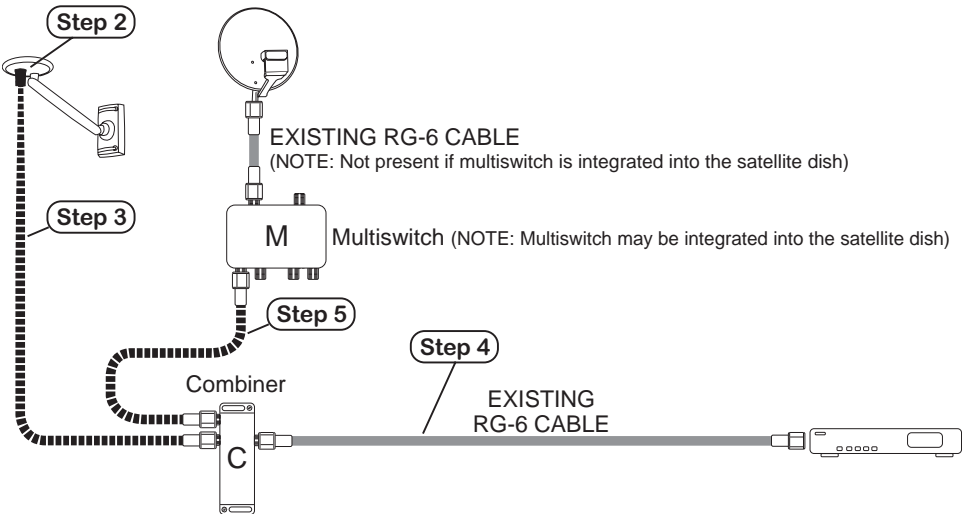 Step 2
EXISTING RG-6 CABLE
(NOTE: Not present if multiswitch is integrated into the satellite dish)
Step 3
M
Multiswitch (NOTE: Multiswitch may be integrated into the satellite dish)
Step 5
Step 4
Combiner
EXISTING
RG-6 CABLE
C